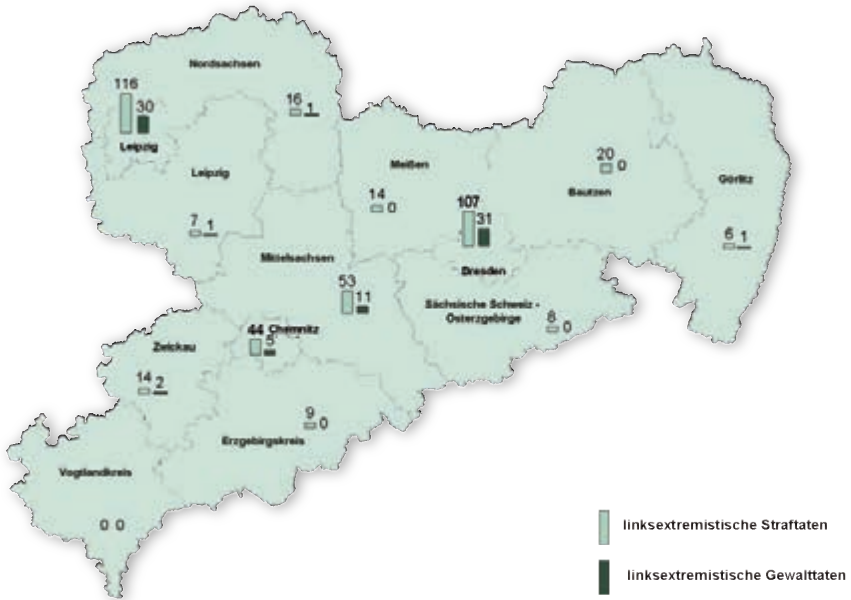 Nordsachsen
116
30
16
1
Leipzig
Leipzig
7
1
Meißen
14
0
107
31
Dresden
20
0
Bautzen
Görlitz
6
1
Mittelsachsen
53
11
Sächsische Schweiz -
Osterzgebirge
8
0
44
5
Chemnitz
Zwickau
14
2
9
0
Erzgebirgskreis
Vogtlandkreis
0 0
linksextremistische Straftaten
linksextremistische Gewalttaten